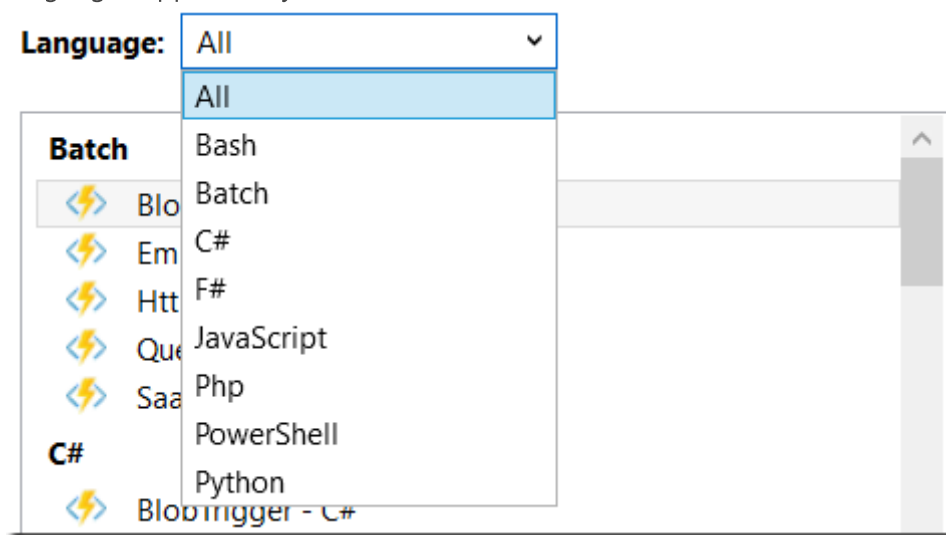 Language: All
All
Bash
Batch
C#
F#
JavaScript
Php
PowerShell
Python
Batch
Blo
Em
Htt
Que
Saa
C#
BlobTrigger - C#